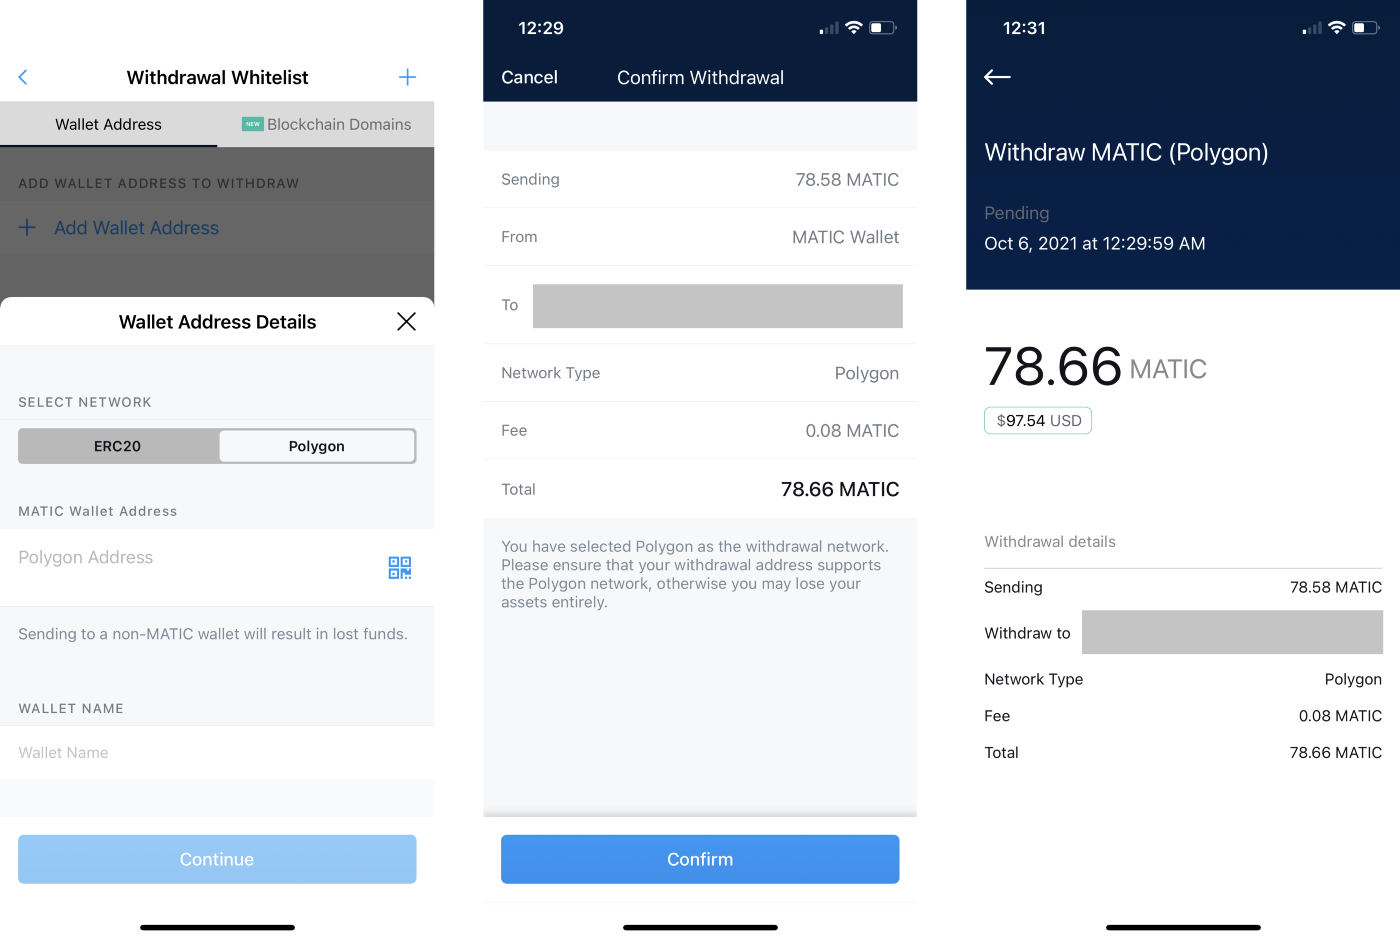 Withdrawal Whitelist
Wallet Address
NEW Blockchain Domains
ADD WALLET ADDRESS TO WITHDRAW
Add Wallet Address
Wallet Address Details
SELECT NETWORK
ERC20 Polygon
MATIC Wallet Address
Polygon Address
Sending to a non-MATIC wallet will result in lost funds.
WALLET NAME
Wallet Name
Continue
12:29
Cancel Confirm Withdrawal
Sending 78.58 MATIC
From MATIC Wallet
To
Network Type Polygon
Fee 0.08 MATIC
Total 78.66 MATIC
You have selected Polygon as the withdrawal network.
Please ensure that your withdrawal address supports
the Polygon network, otherwise you may lose your
assets entirely.
Confirm
12:31
Withdraw MATIC (Polygon)
Pending
Oct 6, 2021 at 12:29:59 AM
78.66 MATIC
$97.54 USD
Withdrawal details
Sending 78.58 MATIC
Withdraw to
Network Type Polygon
Fee 0.08 MATIC
Total 78.66 MATIC